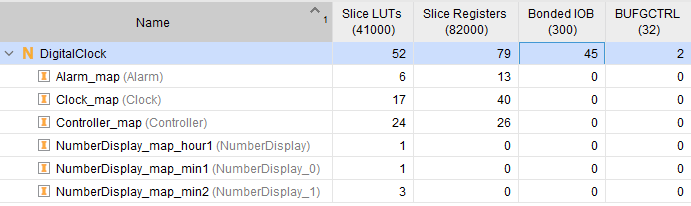 Name 1 Slice LUTs (41000) Slice Registers (82000) Bonded IOB (300) BUFGCTRL (32)
N DigitalClock 52 79 45 2
I Alarm_map (Alarm) 6 13 0 0
I Clock_map (Clock) 17 40 0 0
I Controller_map (Controller) 24 26 0 0
I NumberDisplay_map_hour1 (NumberDisplay) 1 0 0 0
I NumberDisplay_map_min1 (NumberDisplay_0) 1 0 0 0
I NumberDisplay_map_min2 (NumberDisplay_1) 3 0 0 0